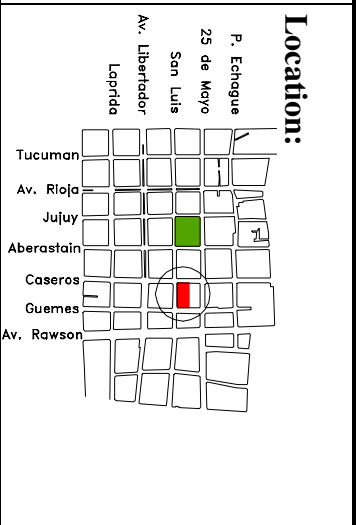 Location:
P. Echague
25 de Mayo
San Luis
Av. Libertador
Laprida
Tucuman
Av. Rioja
Jujuy
Aberastain
Caseros
Guemes
Av. Rawson